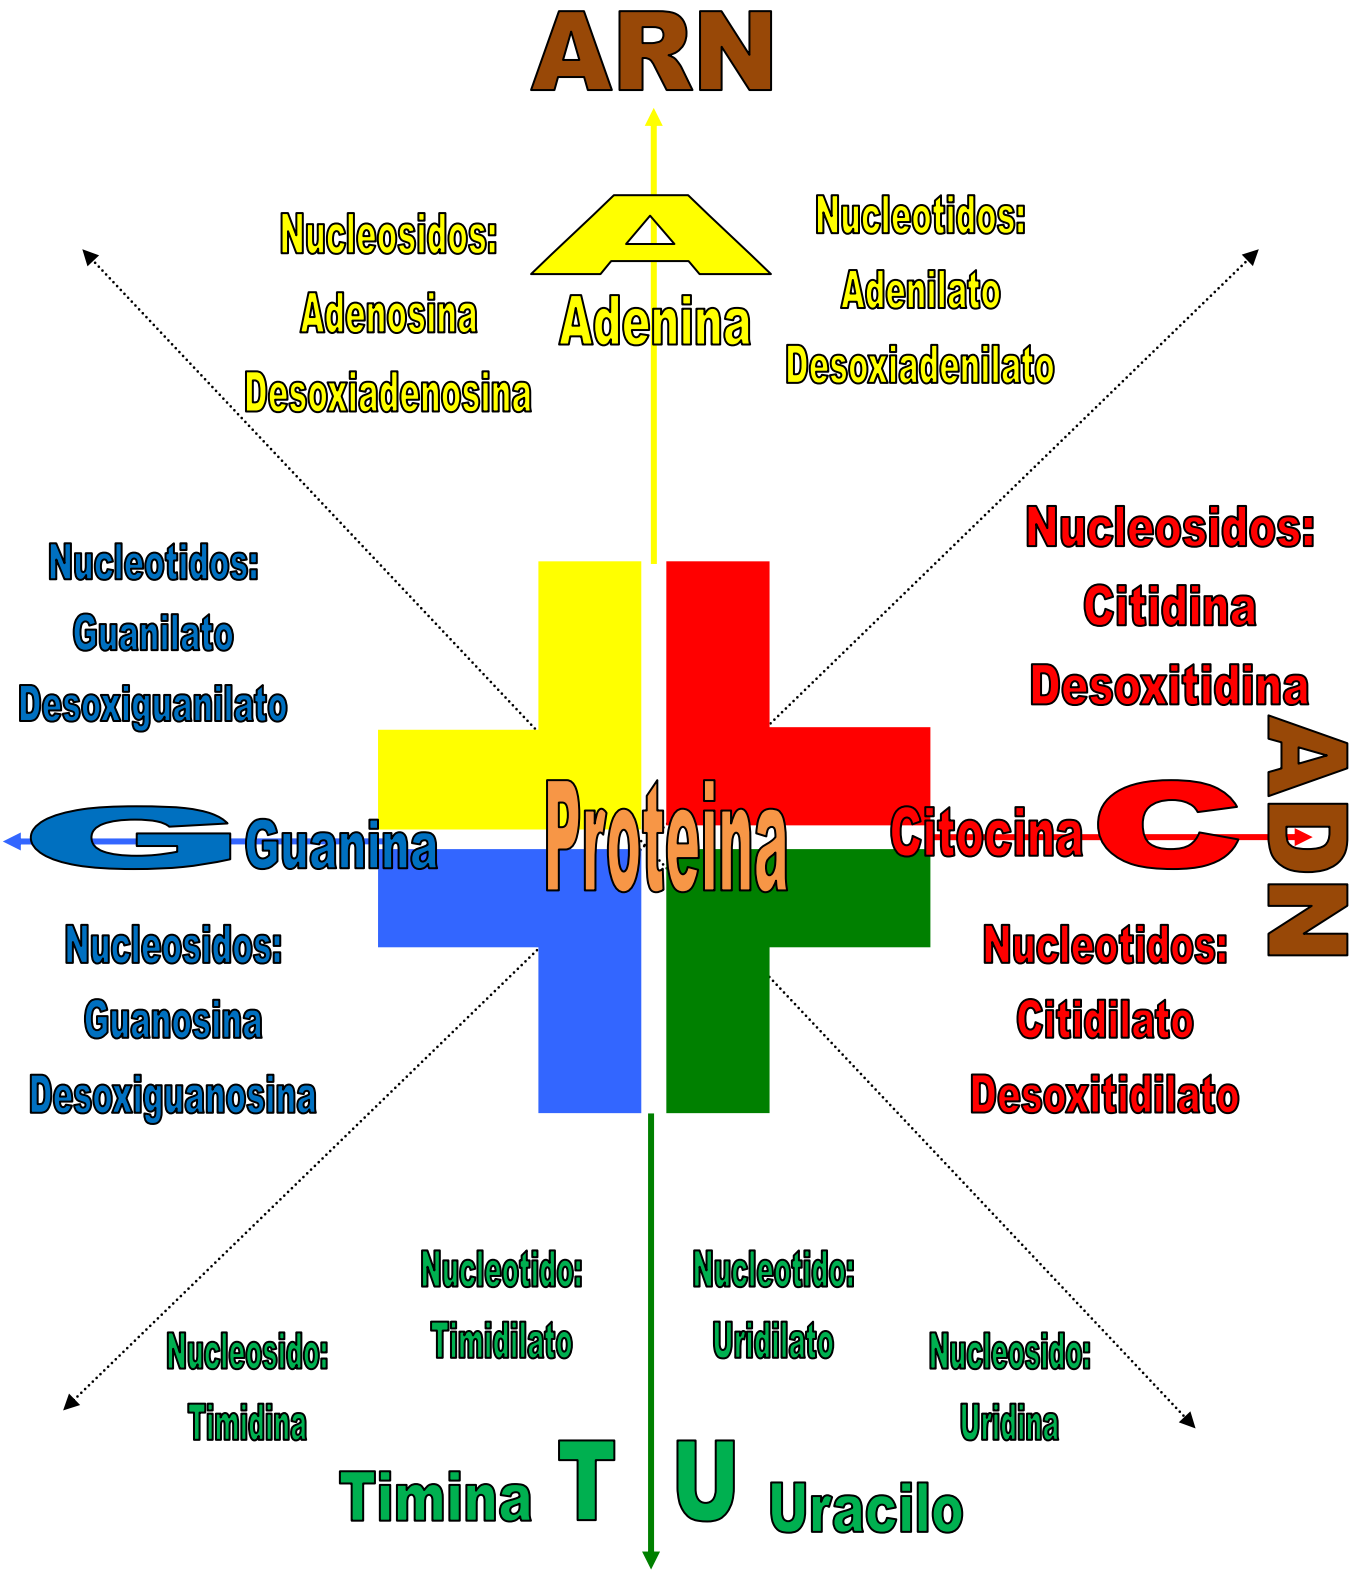 ARN
Nucleosidos:
Adenosina
Desoxiadenosina
A
Adenina
Nucleotidos:
Adenilato
Desoxiadenilato
Nucleotidos:
Guanilato
Desoxiguanilato
G
Guanina
Nucleosidos:
Guanosina
Desoxiguanosina
Proteina
Nucleosidos:
Citidina
Desoxitidina
Citocina
C
ADN
Nucleotidos:
Citidilato
Desoxitidilato
Nucleosido:
Timidina
Nucleotido:
Timidilato
Timina
T
Nucleotido:
Uridilato
Nucleosido:
Uridina
U
Uracilo